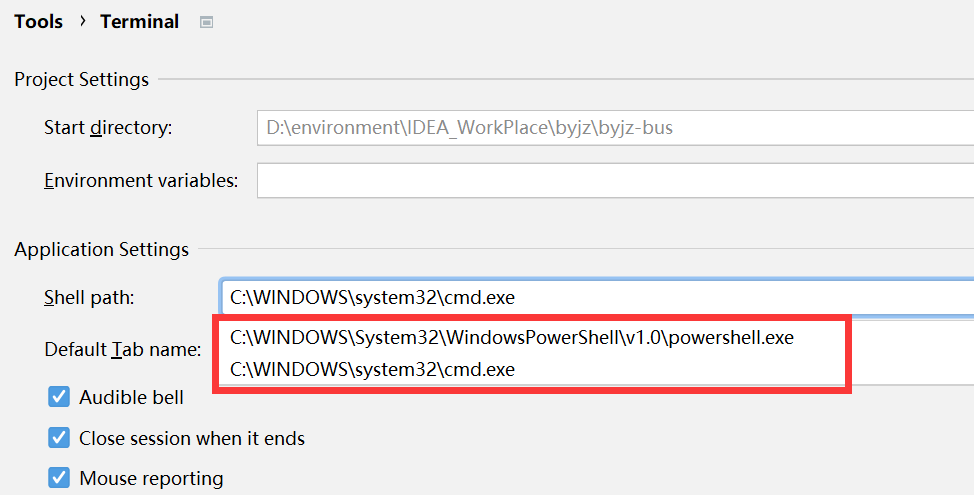 Tools › Terminal
Project Settings
Start directory: D:\environment\IDEA_WorkPlace\byjz\byjz-bus
Environment variables:
Application Settings
Shell path: C:\WINDOWS\system32\cmd.exe
C:\WINDOWS\System32\WindowsPowerShell\v1.0\powershell.exe
Default Tab name:
C:\WINDOWS\system32\cmd.exe
Audible bell
Close session when it ends
Mouse reporting